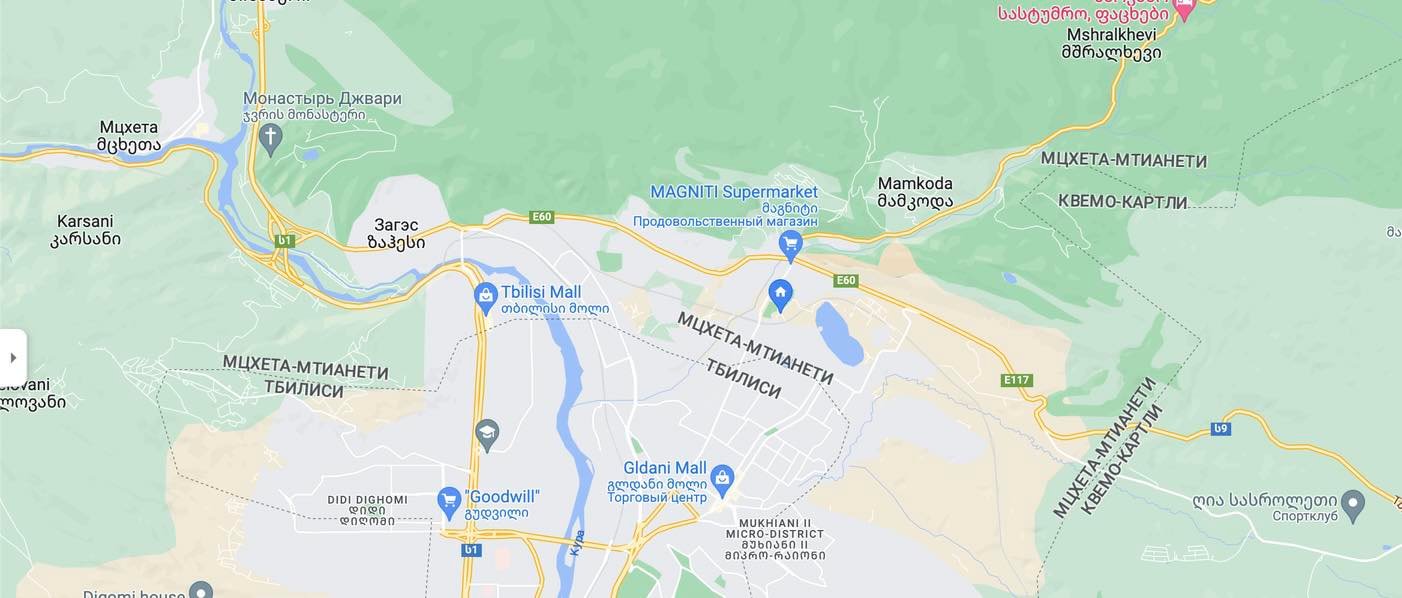 სასტუმრო, ფაცხები
Mshralkhevi
მშრალხევი
Монастырь Джвари
ჯვრის მონასტერი
Мцхета
მცხეთა
МЦХЕТА-МТИАНЕТИ
КВЕМО-КАРТЛИ
MAGNITI Supermarket
მაგნიტი
Продовольственный магазин
Mamkoda
მამკოდა
Karsani
კარსანი
Загэс
ზაჰესი
E60
ს1
E60
Tbilisi Mall
თბილისი მოლი
МЦХЕТА-МТИАНЕТИ
ТБИЛИСИ
МЦХЕТА-МТИАНЕТИ
ТБИЛИСИ
E117
МЦХЕТА-МТИАНЕТИ
КВЕМО-КАРТЛИ
ს9
Gldani Mall
გლდანი მოლი
Торговый центр
"Goodwill"
გუდვილი
DIDI DIGHOMI
დიდი
დიღომი
ს1
Кура
MUKHIANI II
MICRO-DISTRICT
მუხიანი II
მიკრო-რაიონი
ღია სასროლეთი
Спортклуб
Digomi house